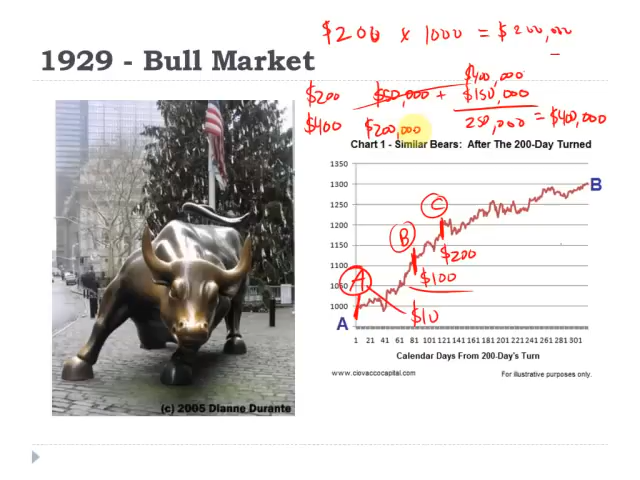 $200 x 1000 = $200,000
1929 - Bull Market
$400,000
$200 $50,000 + $150,000
$400 $200,000 250,000 = $400,000
Chart 1 - Similar Bears: After The 200-Day Turned
1350
1300
B
1250
1200
C
1150
B
$200
1100
$100
1050
A
1000
A
$10
1 21 41 61 81 101 121 141 161 181 201 221 241 261 281 301
Calendar Days From 200-Day's Turn
www.ciovaccocapital.com For illustrative purposes only.
(c) 2005 Dianne Durante